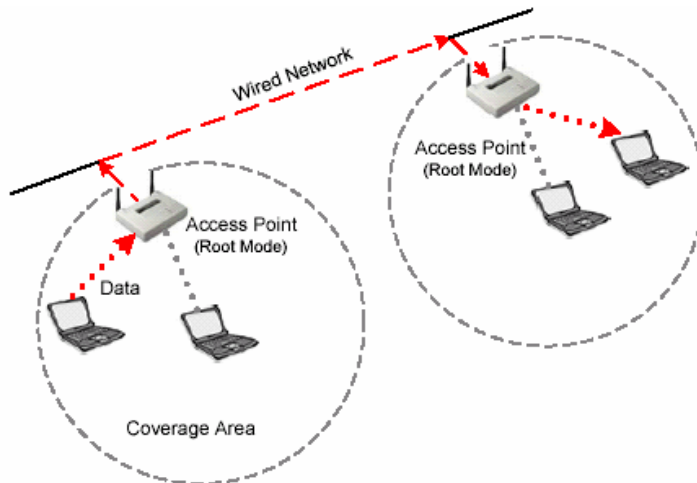 Wired Network
Access Point
(Root Mode)
Access Point
(Root Mode)
Data
Coverage Area